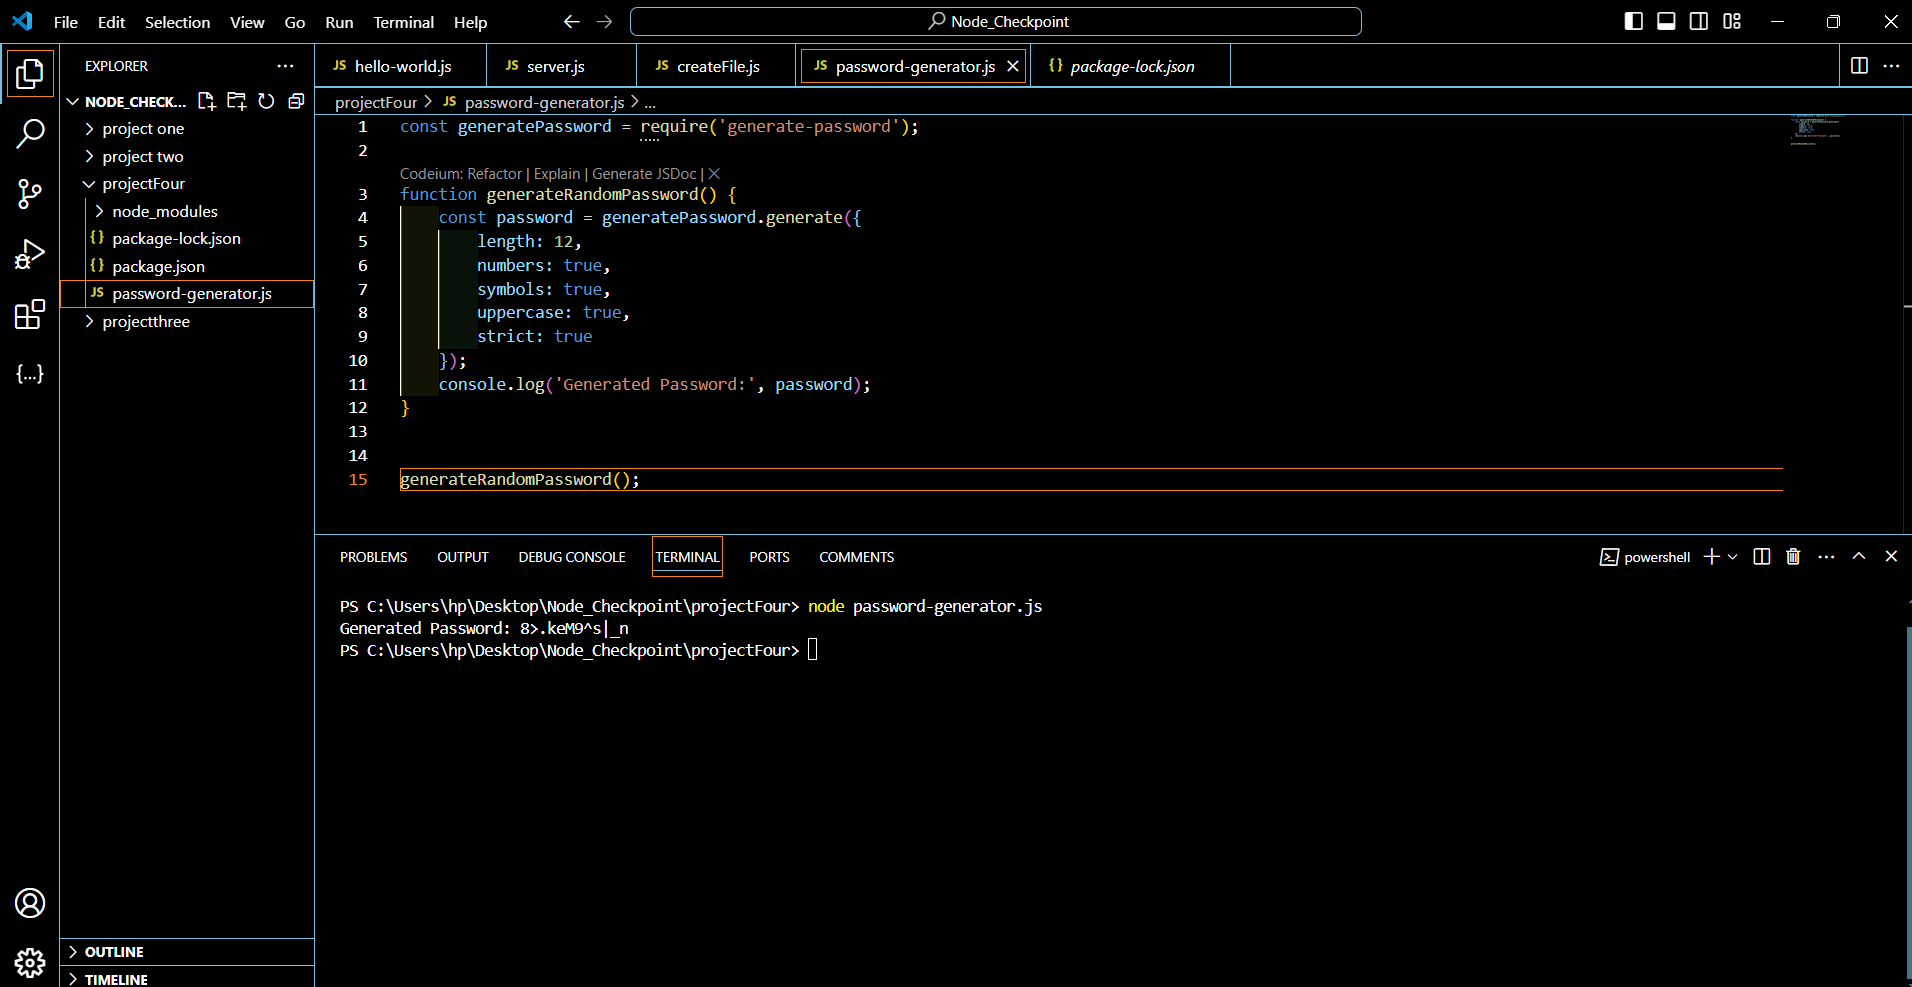 File Edit Selection View Go Run Terminal Help
Node_Checkpoint
EXPLORER
NODE_CHECK...
project one
project two
projectFour
node_modules
{} package-lock.json
{} package.json
JS password-generator.js
projectthree
OUTLINE
TIMELINE
JS hello-world.js
JS server.js
JS createFile.js
JS password-generator.js
{} package-lock.json
projectFour > JS password-generator.js > ...
1 const generatePassword = require('generate-password');
2
Codeium: Refactor | Explain | Generate JSDoc | X
3 function generateRandomPassword() {
4 const password = generatePassword.generate({
5 length: 12,
6 numbers: true,
7 symbols: true,
8 uppercase: true,
9 strict: true
10 });
11 console.log('Generated Password:', password);
12 }
13
14
15 generateRandomPassword();
PROBLEMS OUTPUT DEBUG CONSOLE TERMINAL PORTS COMMENTS
powershell
PS C:\Users\hp\Desktop\Node_Checkpoint\projectFour> node password-generator.js
Generated Password: 8>.keM9^s|_n
PS C:\Users\hp\Desktop\Node_Checkpoint\projectFour>